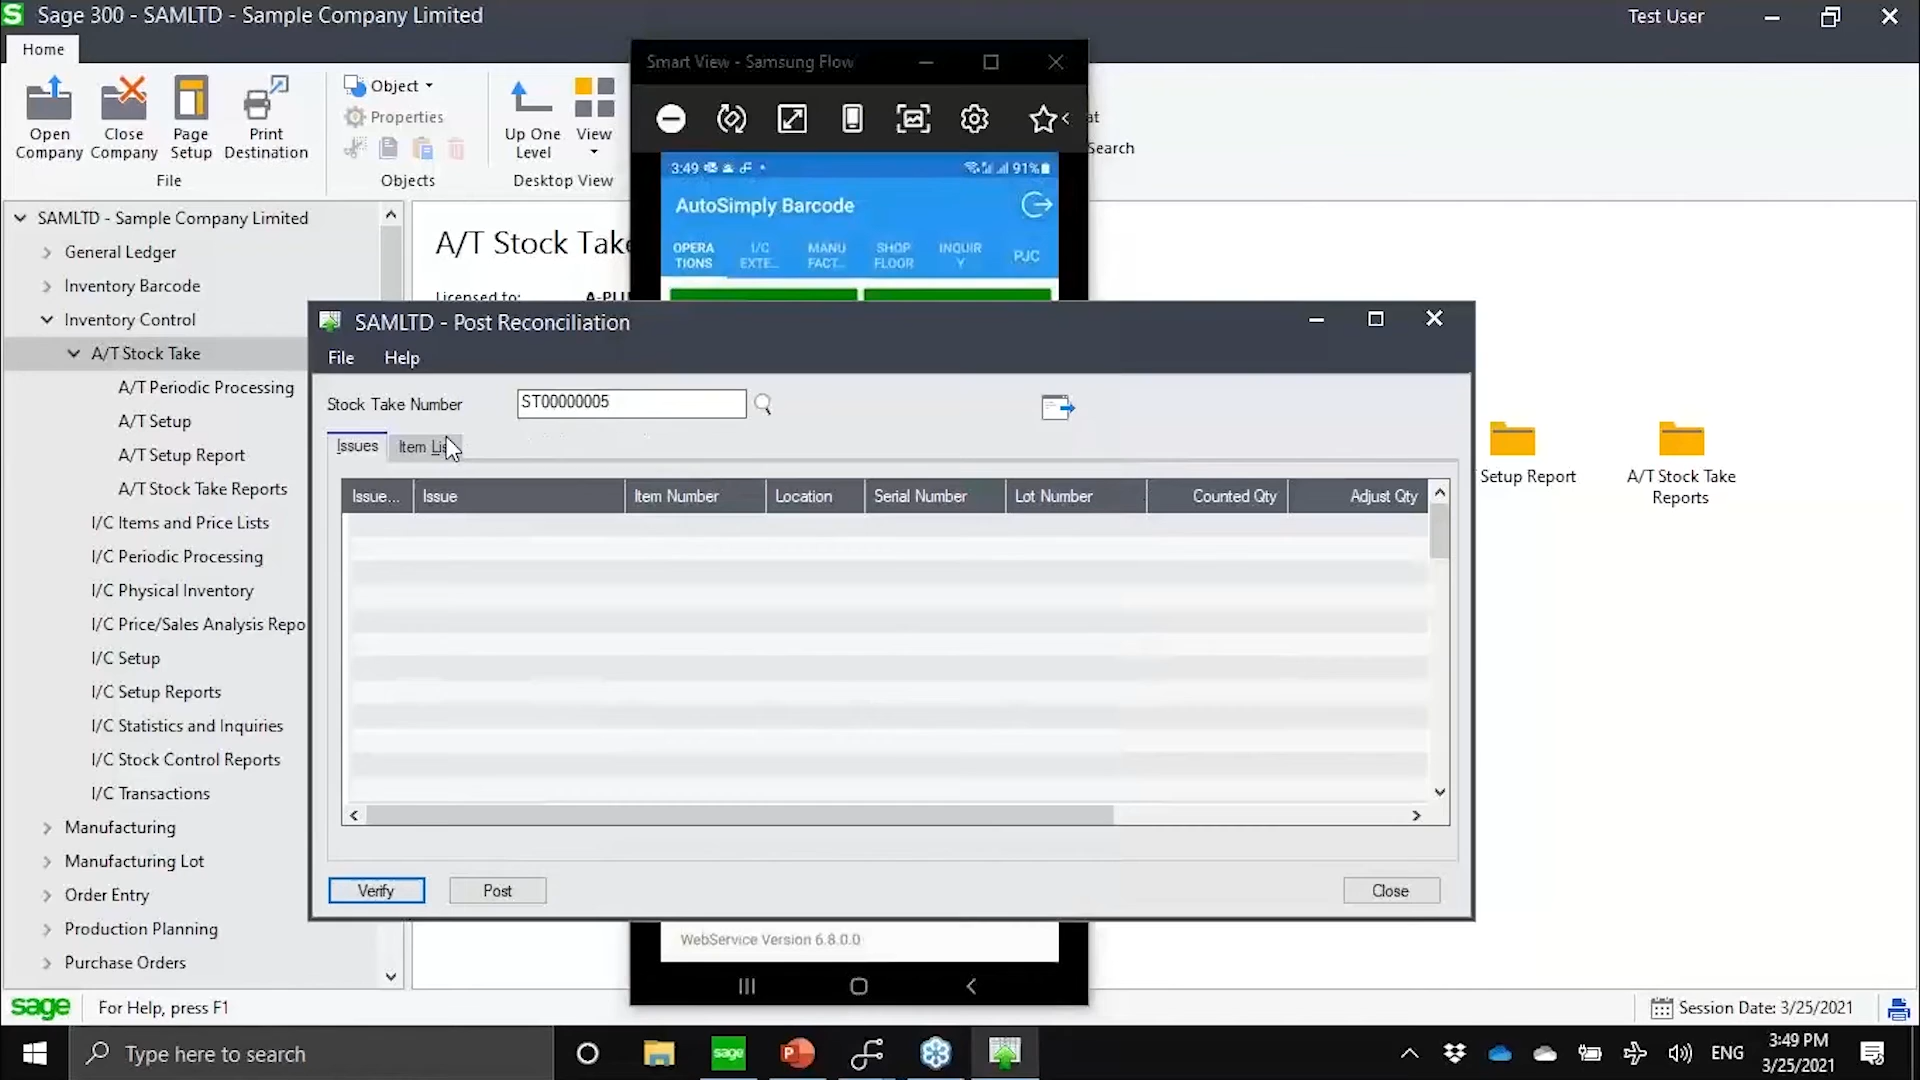 Sage 300 - SAMLTD - Sample Company Limited
Test User
Home
Open Company
Close Company
Page Setup
Print Destination
File
Object
Properties
Objects
Up One Level
View
Desktop View
Search
Smart View - Samsung Flow
3:49
91%
AutoSimply Barcode
OPERA TIONS
I/C EXTE...
MANU FACT...
SHOP FLOOR
INQUIR Y
PJC
SAMLTD - Sample Company Limited
General Ledger
Inventory Barcode
Inventory Control
A/T Stock Take
A/T Periodic Processing
A/T Setup
A/T Setup Report
A/T Stock Take Reports
I/C Items and Price Lists
I/C Periodic Processing
I/C Physical Inventory
I/C Price/Sales Analysis Repo
I/C Setup
I/C Setup Reports
I/C Statistics and Inquiries
I/C Stock Control Reports
I/C Transactions
Manufacturing
Manufacturing Lot
Order Entry
Production Planning
Purchase Orders
A/T Stock Take
Licensed to:
SAMLTD - Post Reconciliation
File
Help
Stock Take Number
ST00000005
Issues
Item Lis
Issue...
Issue
Item Number
Location
Serial Number
Lot Number
Counted Qty
Adjust Qty
Verify
Post
Close
Setup Report
A/T Stock Take
Reports
WebService Version 6.8.0.0
sage
For Help, press F1
Session Date: 3/25/2021
Type here to search
sage
ENG
3:49 PM
3/25/2021